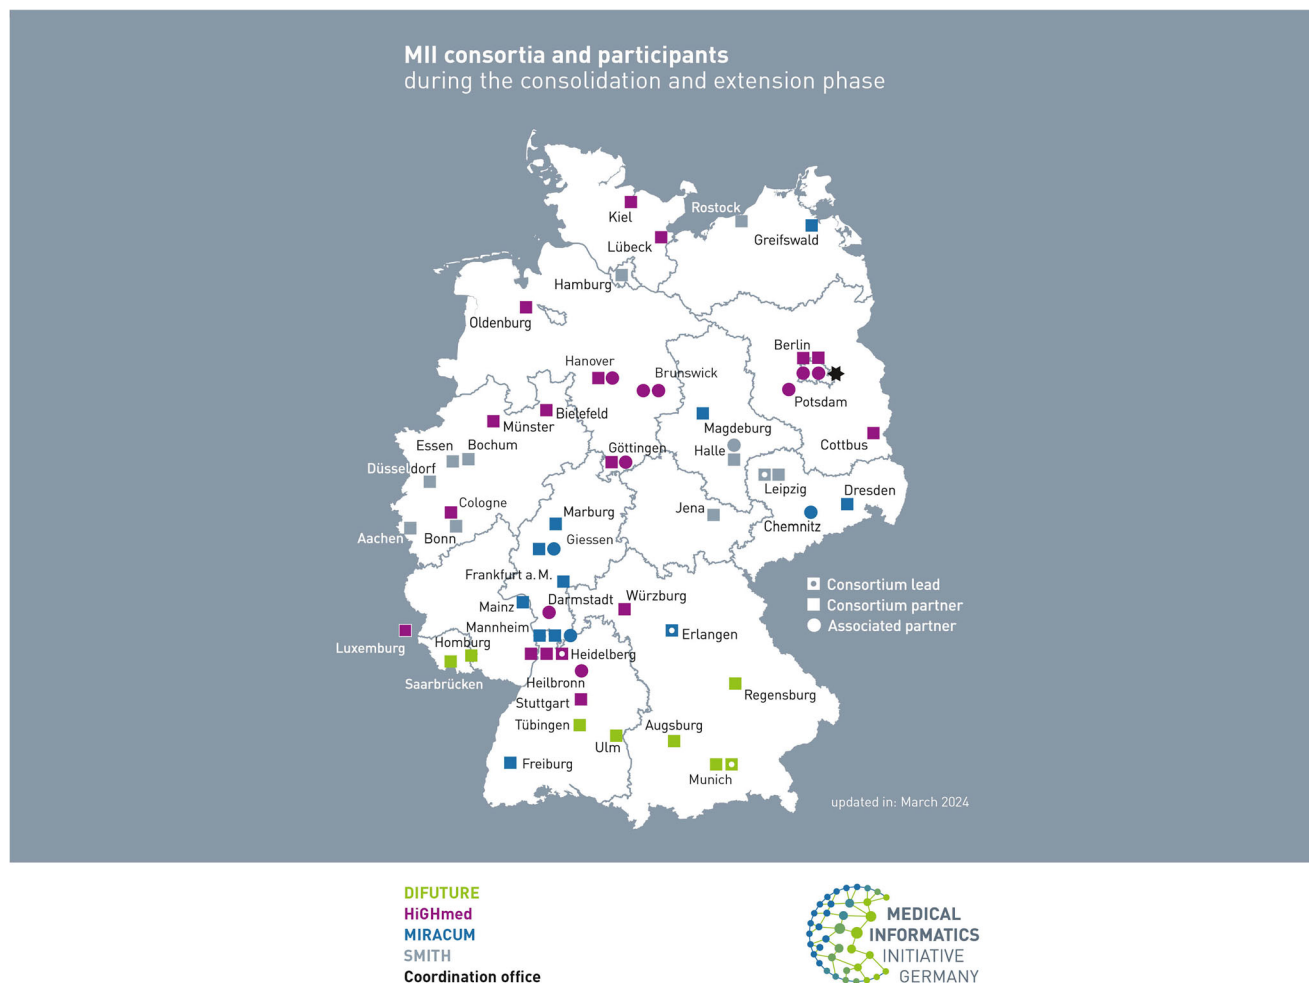 MII consortia and participants
during the consolidation and extension phase
Kiel
Rostock
Lübeck
Greifswald
Hamburg
Oldenburg
Berlin
Hanover
Brunswick
Potsdam
Bielefeld
Münster
Magdeburg
Essen
Bochum
Göttingen
Halle
Cottbus
Düsseldorf
Leipzig
Dresden
Cologne
Marburg
Jena
Chemnitz
Aachen
Bonn
Giessen
Frankfurt a. M.
Consortium lead
Mainz
Darmstadt
Würzburg
Consortium partner
Mannheim
Associated partner
Erlangen
Luxemburg
Homburg
Heidelberg
Saarbrücken
Heilbronn
Regensburg
Stuttgart
Tübingen
Augsburg
Ulm
Freiburg
Munich
updated in: March 2024
DIFUTURE
HiGHmed
MIRACUM
SMITH
Coordination office
MEDICAL
INFORMATICS
INITIATIVE
GERMANY